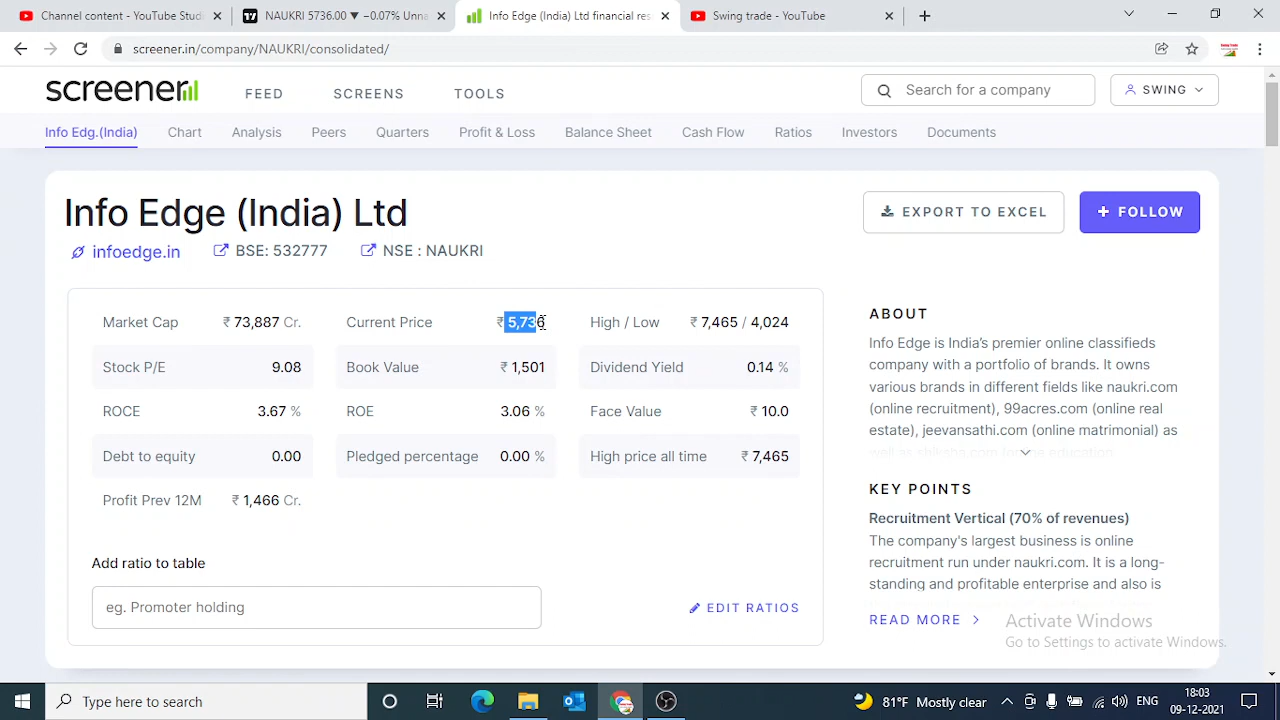 Channel content - YouTube Stud
NAUKRI 5736.00 ▼ −0.07% Unn
Info Edge (India) Ltd financial res
Swing trade - YouTube
screener.in/company/NAUKRI/consolidated/
screener
FEED
SCREENS
TOOLS
Search for a company
SWING
Info Edg.(India)
Chart
Analysis
Peers
Quarters
Profit & Loss
Balance Sheet
Cash Flow
Ratios
Investors
Documents
Info Edge (India) Ltd
EXPORT TO EXCEL
+ FOLLOW
infoedge.in
BSE: 532777
NSE : NAUKRI
Market Cap ₹ 73,887 Cr.
Current Price ₹ 5,736
High / Low ₹ 7,465 / 4,024
Stock P/E 9.08
Book Value ₹ 1,501
Dividend Yield 0.14 %
ROCE 3.67 %
ROE 3.06 %
Face Value ₹ 10.0
Debt to equity 0.00
Pledged percentage 0.00 %
High price all time ₹ 7,465
Profit Prev 12M ₹ 1,466 Cr.
Add ratio to table
eg. Promoter holding
EDIT RATIOS
ABOUT
Info Edge is India's premier online classifieds
company with a portfolio of brands. It owns
various brands in different fields like naukri.com
(online recruitment), 99acres.com (online real
estate), jeevansathi.com (online matrimonial) as
well as shiksha.com (online education
KEY POINTS
Recruitment Vertical (70% of revenues)
The company's largest business is online
recruitment run under naukri.com. It is a long-
standing and profitable enterprise and also is
READ MORE >
Activate Windows
Go to Settings to activate Windows.
Type here to search
81°F Mostly clear
ENG
18:03
09-12-2021